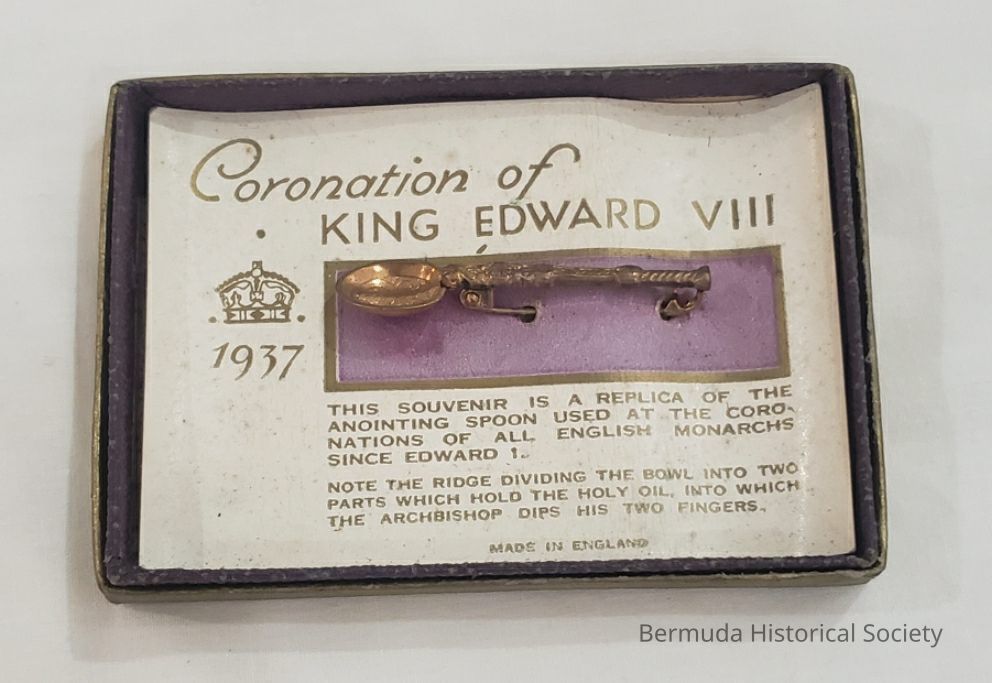 Coronation of
KING EDWARD VIII
1937
THIS SOUVENIR IS A REPLICA OF THE
ANOINTING SPOON USED AT THE CORO-
NATIONS OF ALL ENGLISH MONARCHS
SINCE EDWARD 1.
NOTE THE RIDGE DIVIDING THE BOWL INTO TWO
PARTS WHICH HOLD THE HOLY OIL, INTO WHICH
THE ARCHBISHOP DIPS HIS TWO FINGERS.
MADE IN ENGLAND
Bermuda Historical Society